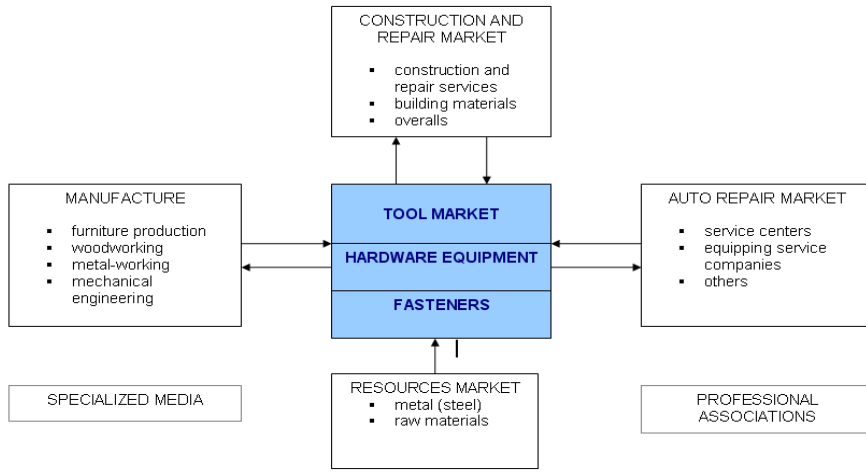 CONSTRUCTION AND
REPAIR MARKET
▪ construction and
repair services
▪ building materials
▪ overalls
MANUFACTURE
▪ furniture production
▪ woodworking
▪ metal-working
▪ mechanical
engineering
TOOL MARKET
HARDWARE EQUIPMENT
FASTENERS
AUTO REPAIR MARKET
▪ service centers
▪ equipping service
companies
▪ others
SPECIALIZED MEDIA
RESOURCES MARKET
▪ metal (steel)
▪ raw materials
PROFESSIONAL
ASSOCIATIONS